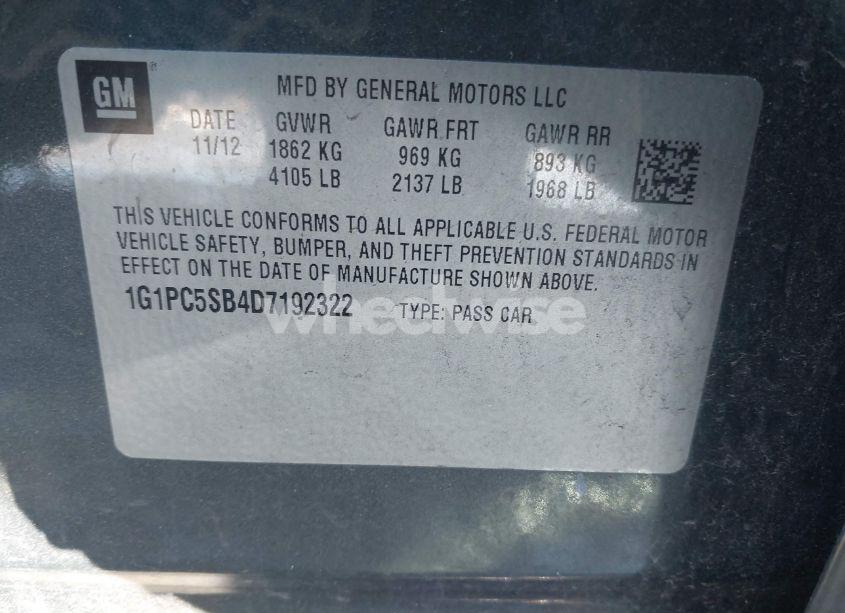 GM®
MFD BY GENERAL MOTORS LLC
DATE GVWR GAWR FRT GAWR RR
11/12 1862 KG 969 KG 893 KG
4105 LB 2137 LB 1968 LB
THIS VEHICLE CONFORMS TO ALL APPLICABLE U.S. FEDERAL MOTOR
VEHICLE SAFETY, BUMPER, AND THEFT PREVENTION STANDARDS IN
EFFECT ON THE DATE OF MANUFACTURE SHOWN ABOVE.
1G1PC5SB4D7192322 TYPE: PASS CAR
wheelwise